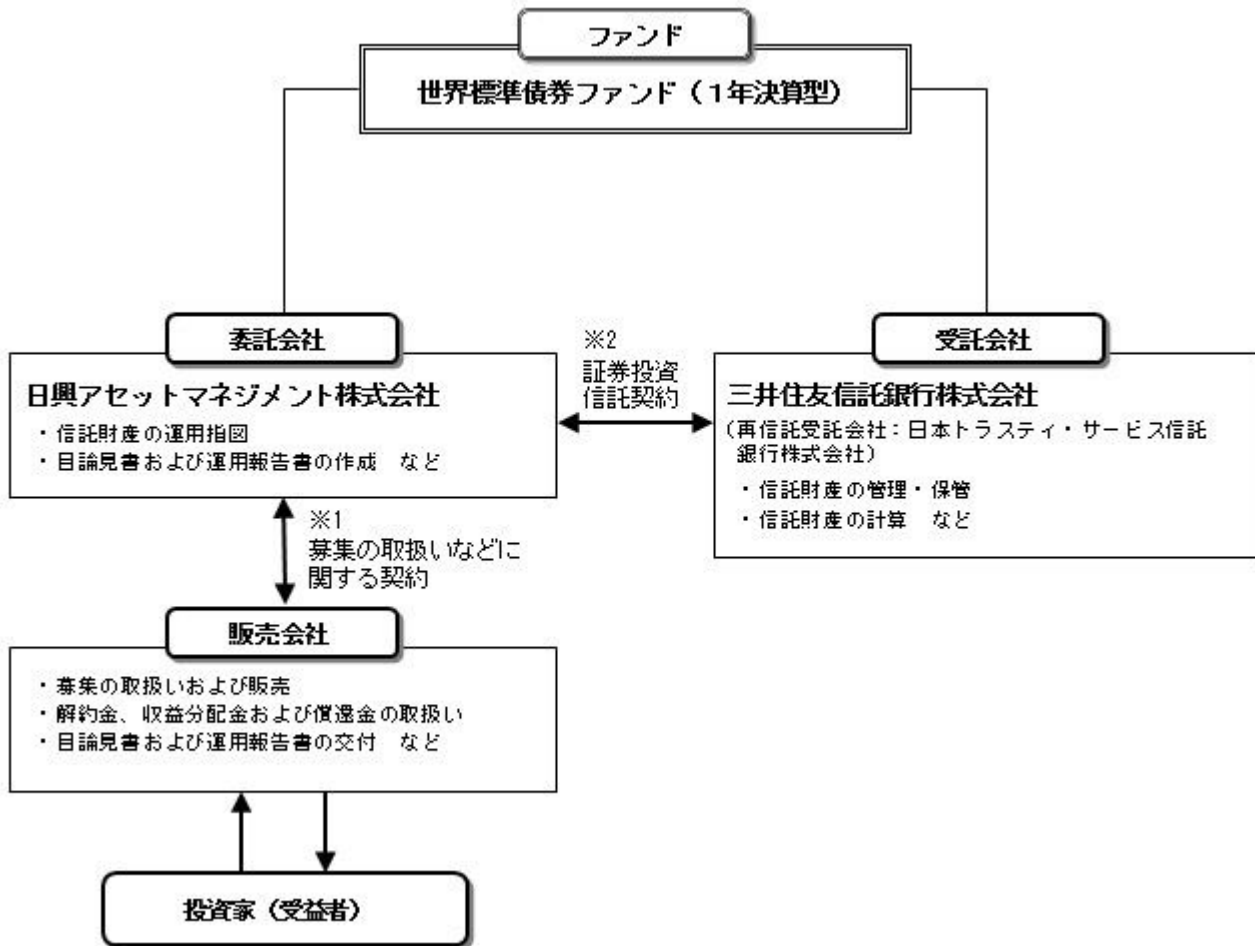 ファンド
世界標準債券ファンド（１年決算型）
委託会社
日興アセットマネジメント株式会社
・信託財産の運用指図
・目論見書および運用報告書の作成　など
※2
証券投資
信託契約
受託会社
三井住友信託銀行株式会社
（再信託受託会社：日本トラスティ・サービス信託
銀行株式会社）
・信託財産の管理・保管
・信託財産の計算　など
※1
募集の取扱いなどに
関する契約
販売会社
・募集の取扱いおよび販売
・解約金、収益分配金および償還金の取扱い
・目論見書および運用報告書の交付　など
投資家（受益者）